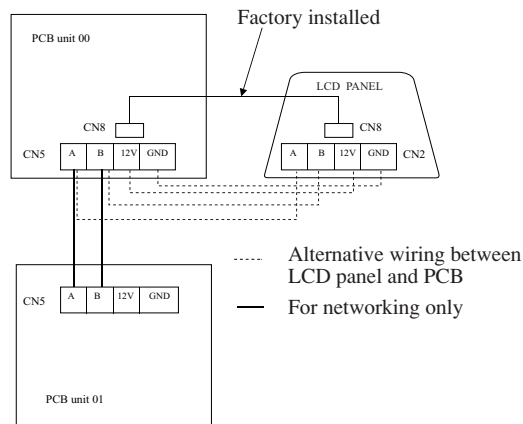 Factory installed
PCB unit 00
LCD PANEL
CN8
CN8
CN5
A B 12V GND
A B 12V GND
CN2
Alternative wiring between
LCD panel and PCB
For networking only
CN5
A B 12V GND
PCB unit 01